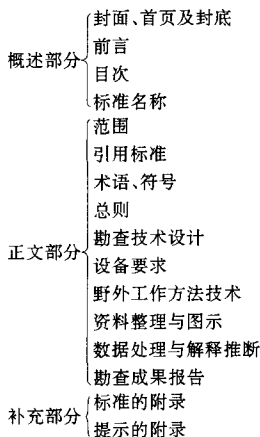 概述部分
封面、首页及封底
前言
目次
标准名称
正文部分
范围
引用标准
术语、符号
总则
勘查技术设计
设备要求
野外工作方法技术
资料整理与图示
数据处理与解释推断
勘查成果报告
补充部分
标准的附录
提示的附录